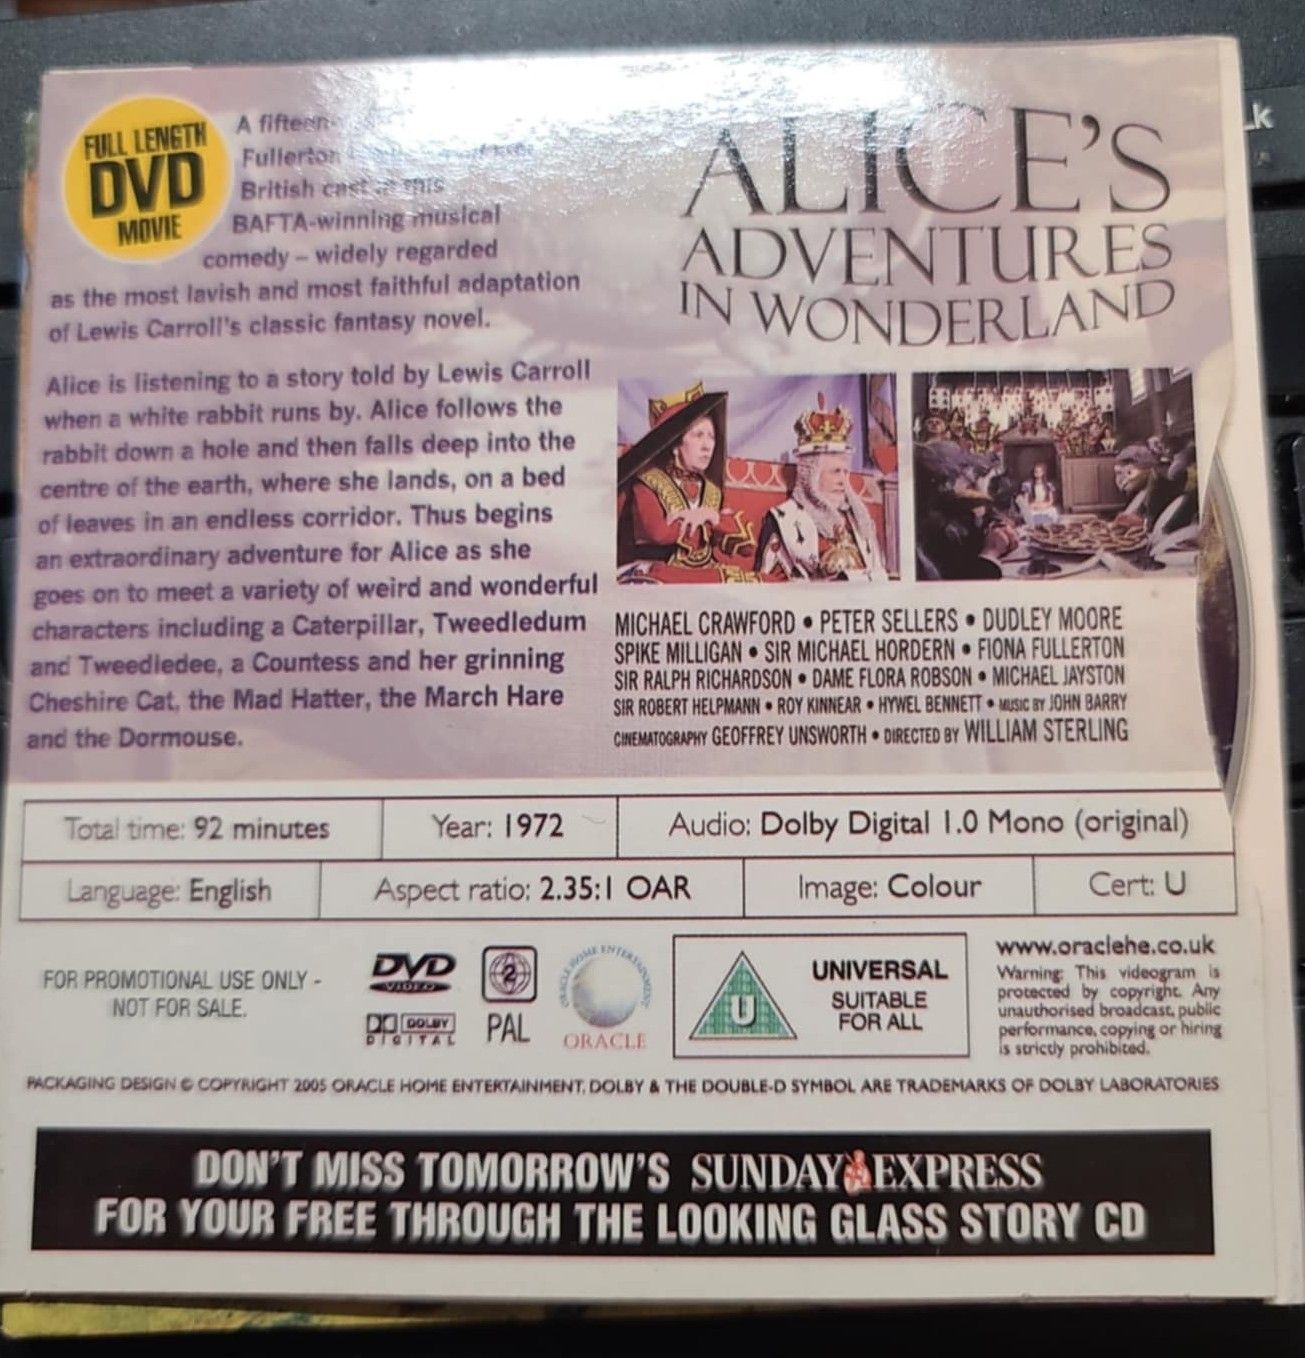 FULL LENGTH
DVD
MOVIE
A fifteen-
Fullerton
British cast
BAFTA-winning musical
comedy – widely regarded
as the most lavish and most faithful adaptation
of Lewis Carroll's classic fantasy novel.
Alice is listening to a story told by Lewis Carroll
when a white rabbit runs by. Alice follows the
rabbit down a hole and then falls deep into the
centre of the earth, where she lands, on a bed
of leaves in an endless corridor. Thus begins
an extraordinary adventure for Alice as she
goes on to meet a variety of weird and wonderful
characters including a Caterpillar, Tweedledum
and Tweedledee, a Countess and her grinning
Cheshire Cat, the Mad Hatter, the March Hare
and the Dormouse.
ALICE'S
ADVENTURES
IN WONDERLAND
MICHAEL CRAWFORD • PETER SELLERS • DUDLEY MOORE
SPIKE MILLIGAN • SIR MICHAEL HORDERN • FIONA FULLERTON
SIR RALPH RICHARDSON • DAME FLORA ROBSON • MICHAEL JAYSTON
SIR ROBERT HELPMANN • ROY KINNEAR • HYWEL BENNETT • MUSIC BY JOHN BARRY
CINEMATOGRAPHY GEOFFREY UNSWORTH • DIRECTED BY WILLIAM STERLING
Total time: 92 minutes
Year: 1972
Audio: Dolby Digital 1.0 Mono (original)
Language: English
Aspect ratio: 2.35:1 OAR
Image: Colour
Cert: U
FOR PROMOTIONAL USE ONLY -
NOT FOR SALE.
DVD
VIDEO
DOLBY
DIGITAL
2
PAL
ORACLE HOME ENTERTAINMENT
ORACLE
U
UNIVERSAL
SUITABLE
FOR ALL
www.oraclehe.co.uk
Warning: This videogram is
protected by copyright. Any
unauthorised broadcast, public
performance, copying or hiring
is strictly prohibited.
PACKAGING DESIGN © COPYRIGHT 2005 ORACLE HOME ENTERTAINMENT. DOLBY & THE DOUBLE-D SYMBOL ARE TRADEMARKS OF DOLBY LABORATORIES
DON'T MISS TOMORROW'S SUNDAY EXPRESS
FOR YOUR FREE THROUGH THE LOOKING GLASS STORY CD